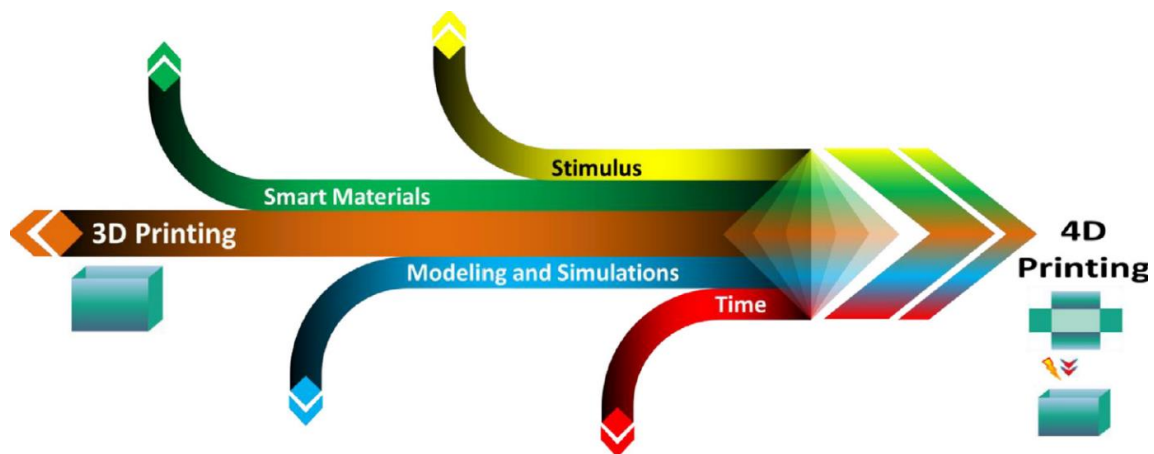 Stimulus
Smart Materials
3D Printing
Modeling and Simulations
Time
4D
Printing